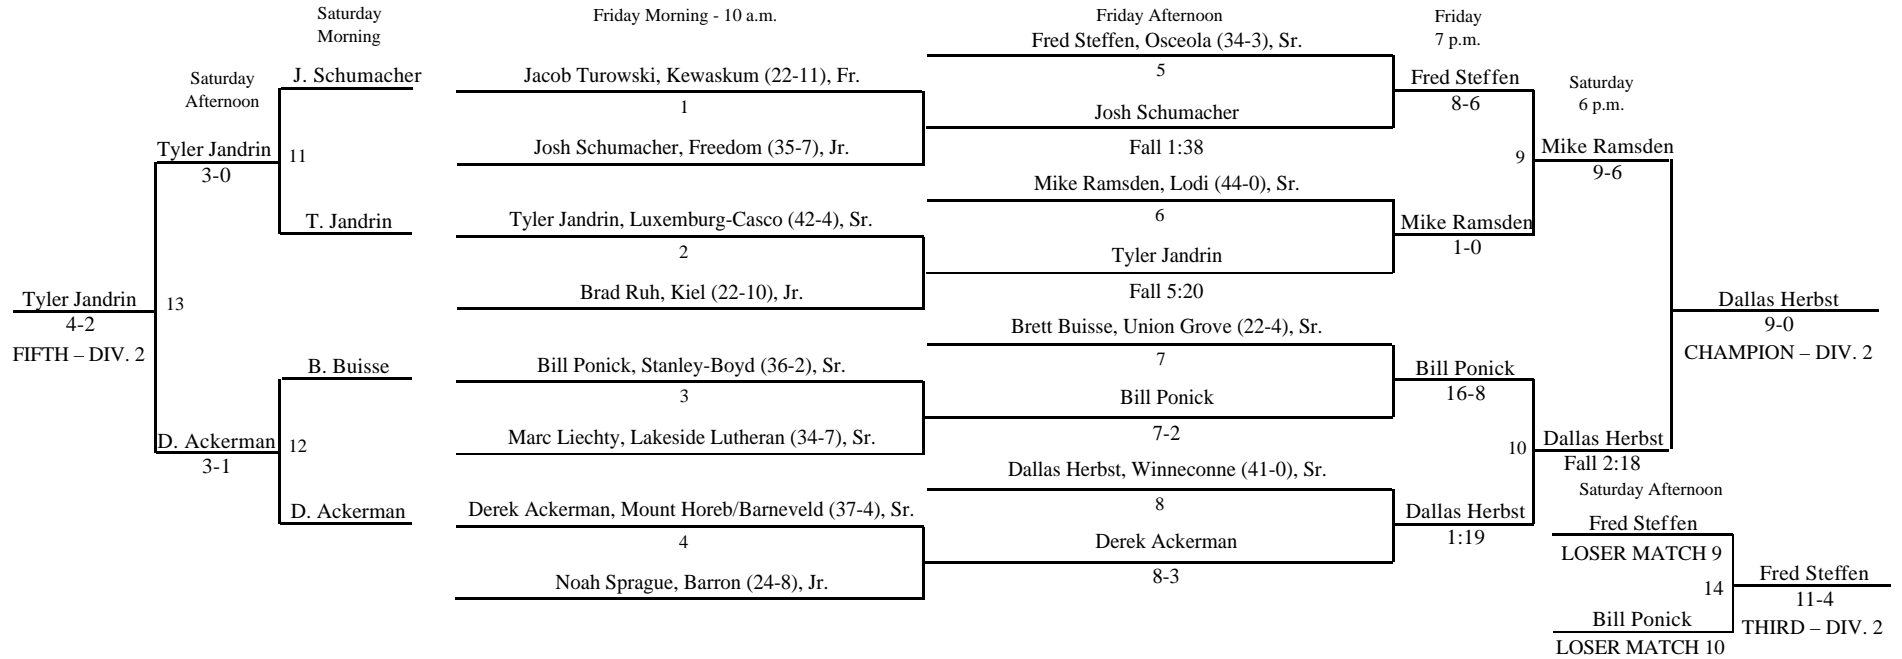 Saturday
Morning
Friday Morning - 10 a.m.
Friday Afternoon
Friday
7 p.m.
Fred Steffen, Osceola (34-3), Sr.
Saturday
Afternoon
J. Schumacher
Jacob Turowski, Kewaskum (22-11), Fr.
5
Fred Steffen
8-6
Saturday
6 p.m.
1
Josh Schumacher
Tyler Jandrin
3-0
11
Josh Schumacher, Freedom (35-7), Jr.
Fall 1:38
9
Mike Ramsden
9-6
Mike Ramsden, Lodi (44-0), Sr.
T. Jandrin
Tyler Jandrin, Luxemburg-Casco (42-4), Sr.
6
Mike Ramsden
1-0
2
Tyler Jandrin
Tyler Jandrin
4-2
FIFTH – DIV. 2
13
Brad Ruh, Kiel (22-10), Jr.
Fall 5:20
Dallas Herbst
9-0
CHAMPION – DIV. 2
Brett Buisse, Union Grove (22-4), Sr.
B. Buisse
Bill Ponick, Stanley-Boyd (36-2), Sr.
7
Bill Ponick
16-8
3
Bill Ponick
D. Ackerman
3-1
12
Marc Liechty, Lakeside Lutheran (34-7), Sr.
7-2
10
Dallas Herbst
Fall 2:18
Dallas Herbst, Winneconne (41-0), Sr.
Saturday Afternoon
D. Ackerman
Derek Ackerman, Mount Horeb/Barneveld (37-4), Sr.
8
Dallas Herbst
1:19
Fred Steffen
LOSER MATCH 9
4
Derek Ackerman
Noah Sprague, Barron (24-8), Jr.
8-3
14
Fred Steffen
11-4
THIRD – DIV. 2
Bill Ponick
LOSER MATCH 10